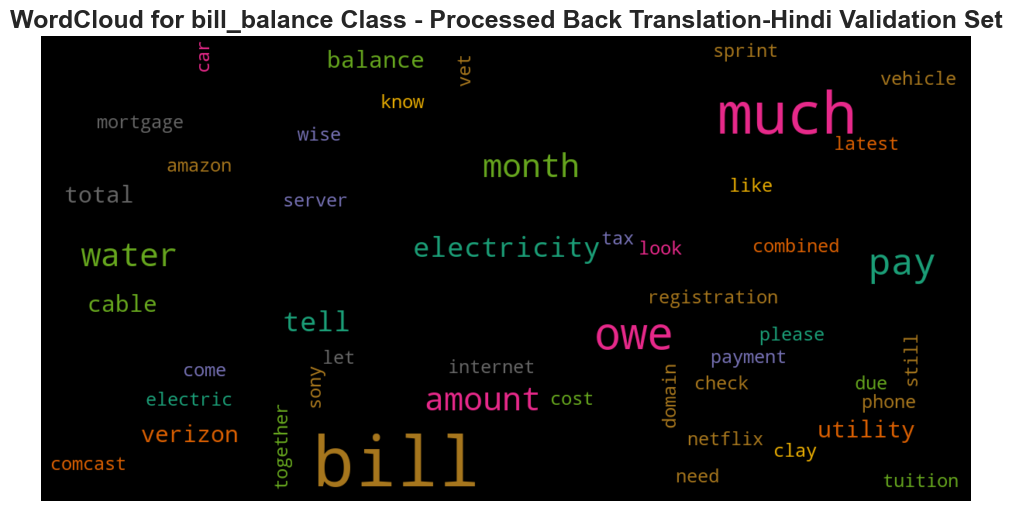 WordCloud for bill_balance Class - Processed Back Translation-Hindi Validation Set
car
balance
vet
sprint
vehicle
know
much
mortgage
wise
latest
amazon
month
like
total
server
water
electricity
tax
look
combined
pay
cable
registration
tell
owe
please
let
payment
still
come
internet
sony
domain
check
due
electric
amount
cost
phone
verizon
together
utility
netflix
clay
comcast
bill
need
tuition